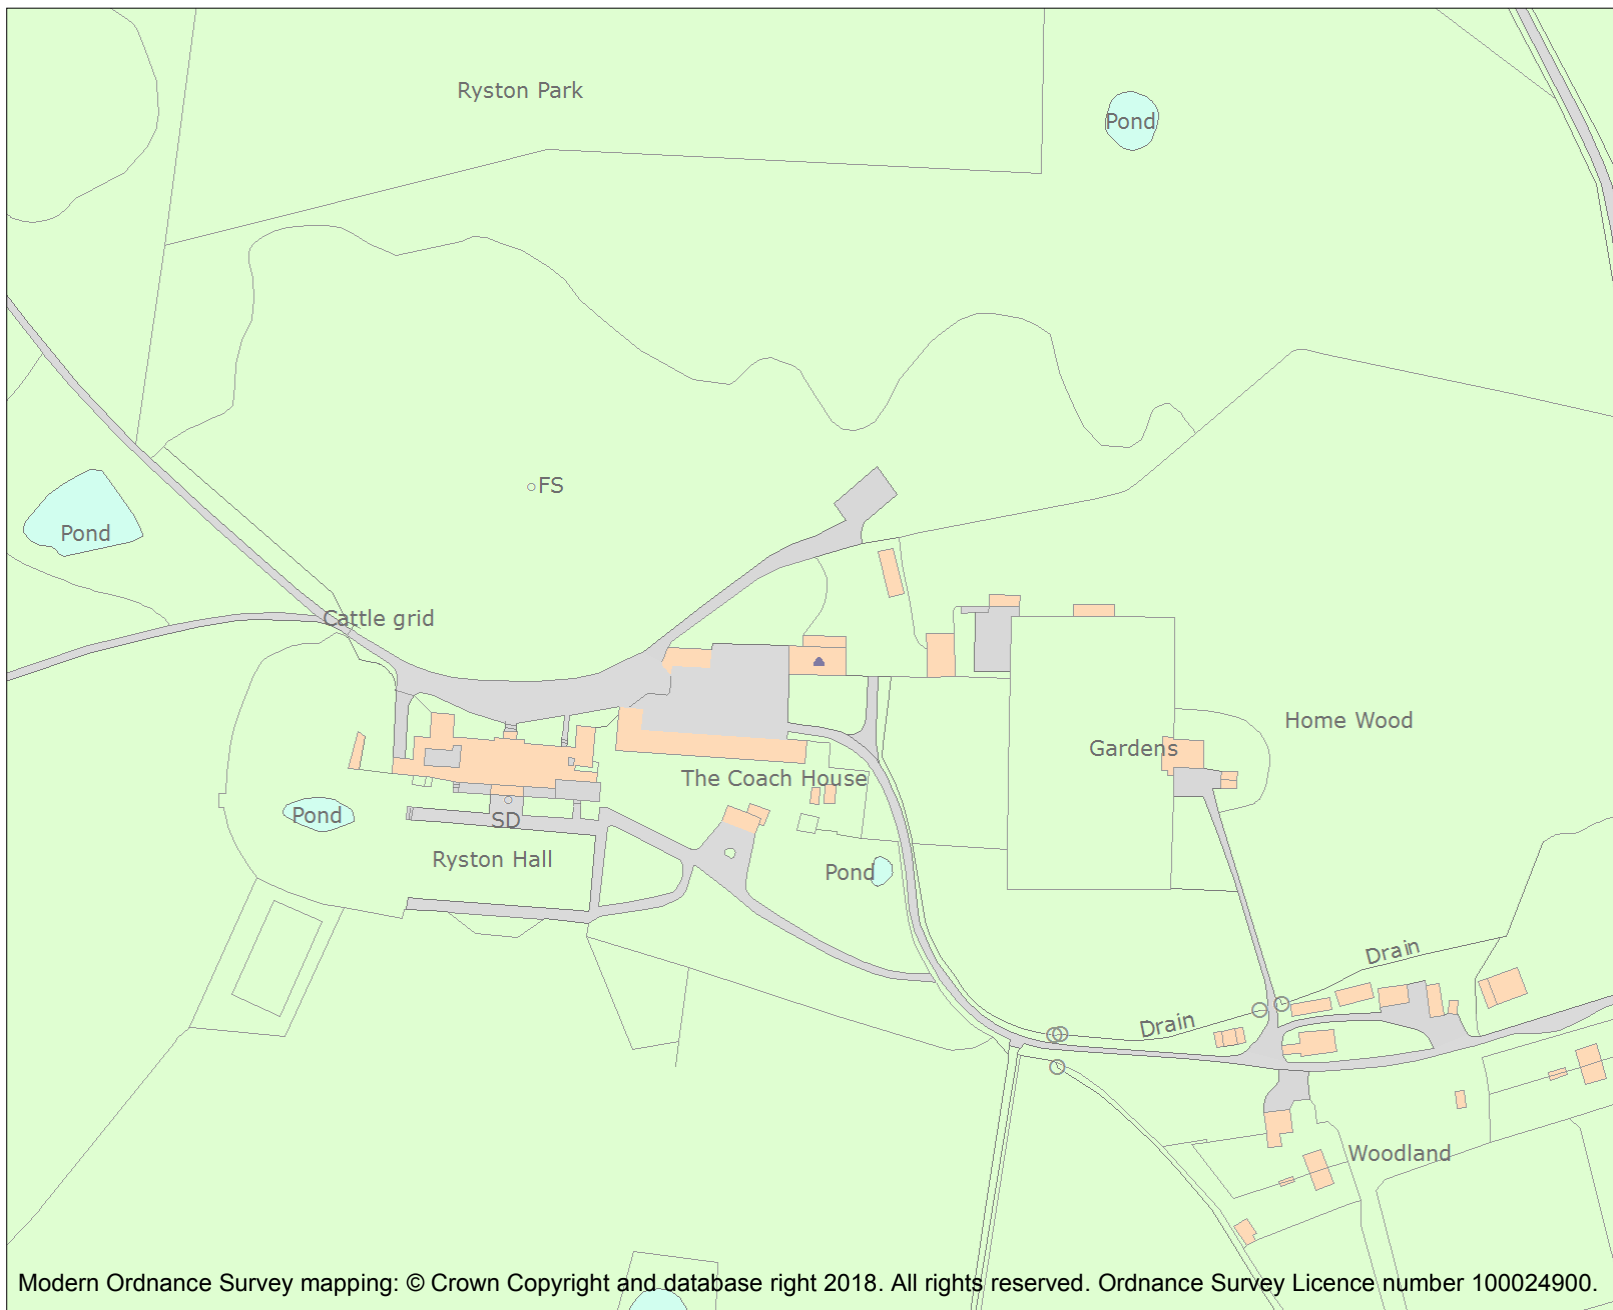 Ryston Park
Pond
FS
Pond
Cattle grid
Home Wood
Gardens
The Coach House
Pond
SD
Ryston Hall
Pond
Drain
Drain
Woodland
Modern Ordnance Survey mapping: © Crown Copyright and database right 2018. All rights reserved. Ordnance Survey Licence number 100024900.